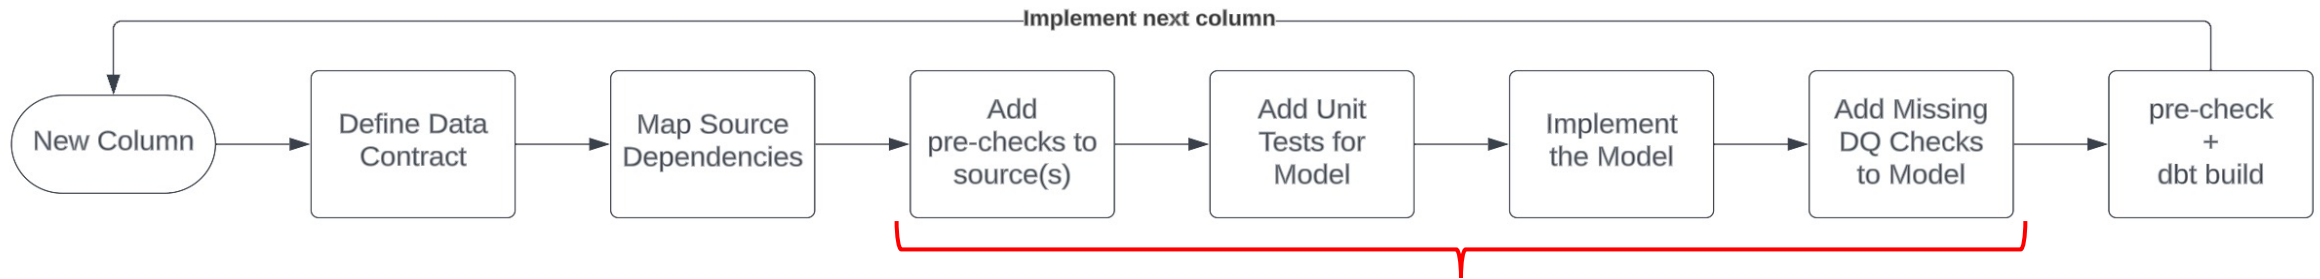 Implement next column
New Column
Define Data
Contract
Map Source
Dependencies
Add
pre-checks to
source(s)
Add Unit
Tests for
Model
Implement
the Model
Add Missing
DQ Checks
to Model
pre-check
+
dbt build